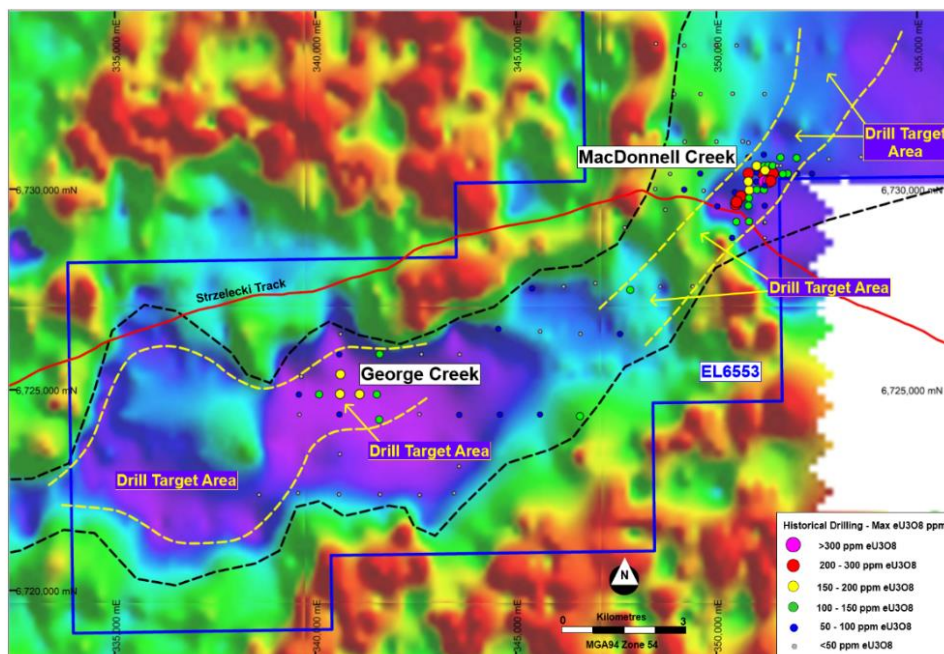 335,000 mE
340,000 mE
350,000 mE
355,000 mE
Drill Target
Area
MacDonnell Creek
6,730,000 mN
6,730,000 mN
Strzelecki Track
Drill Target Area
George Creek
EL6553
6,725,000 mN
6,725,000 mN
Drill Target Area
Drill Target Area
Historical Drilling - Max eU3O8 ppm
>300 ppm eU3O8
200 - 300 ppm eU3O8
150 - 200 ppm eU3O8
100 - 150 ppm eU3O8
50 - 100 ppm eU3O8
<50 ppm eU3O8
N
6,720,000 mN
Kilometres
0
3
MGA94 Zone 54
335,000 mE
340,000 mE
345,000 mE
350,000 mE